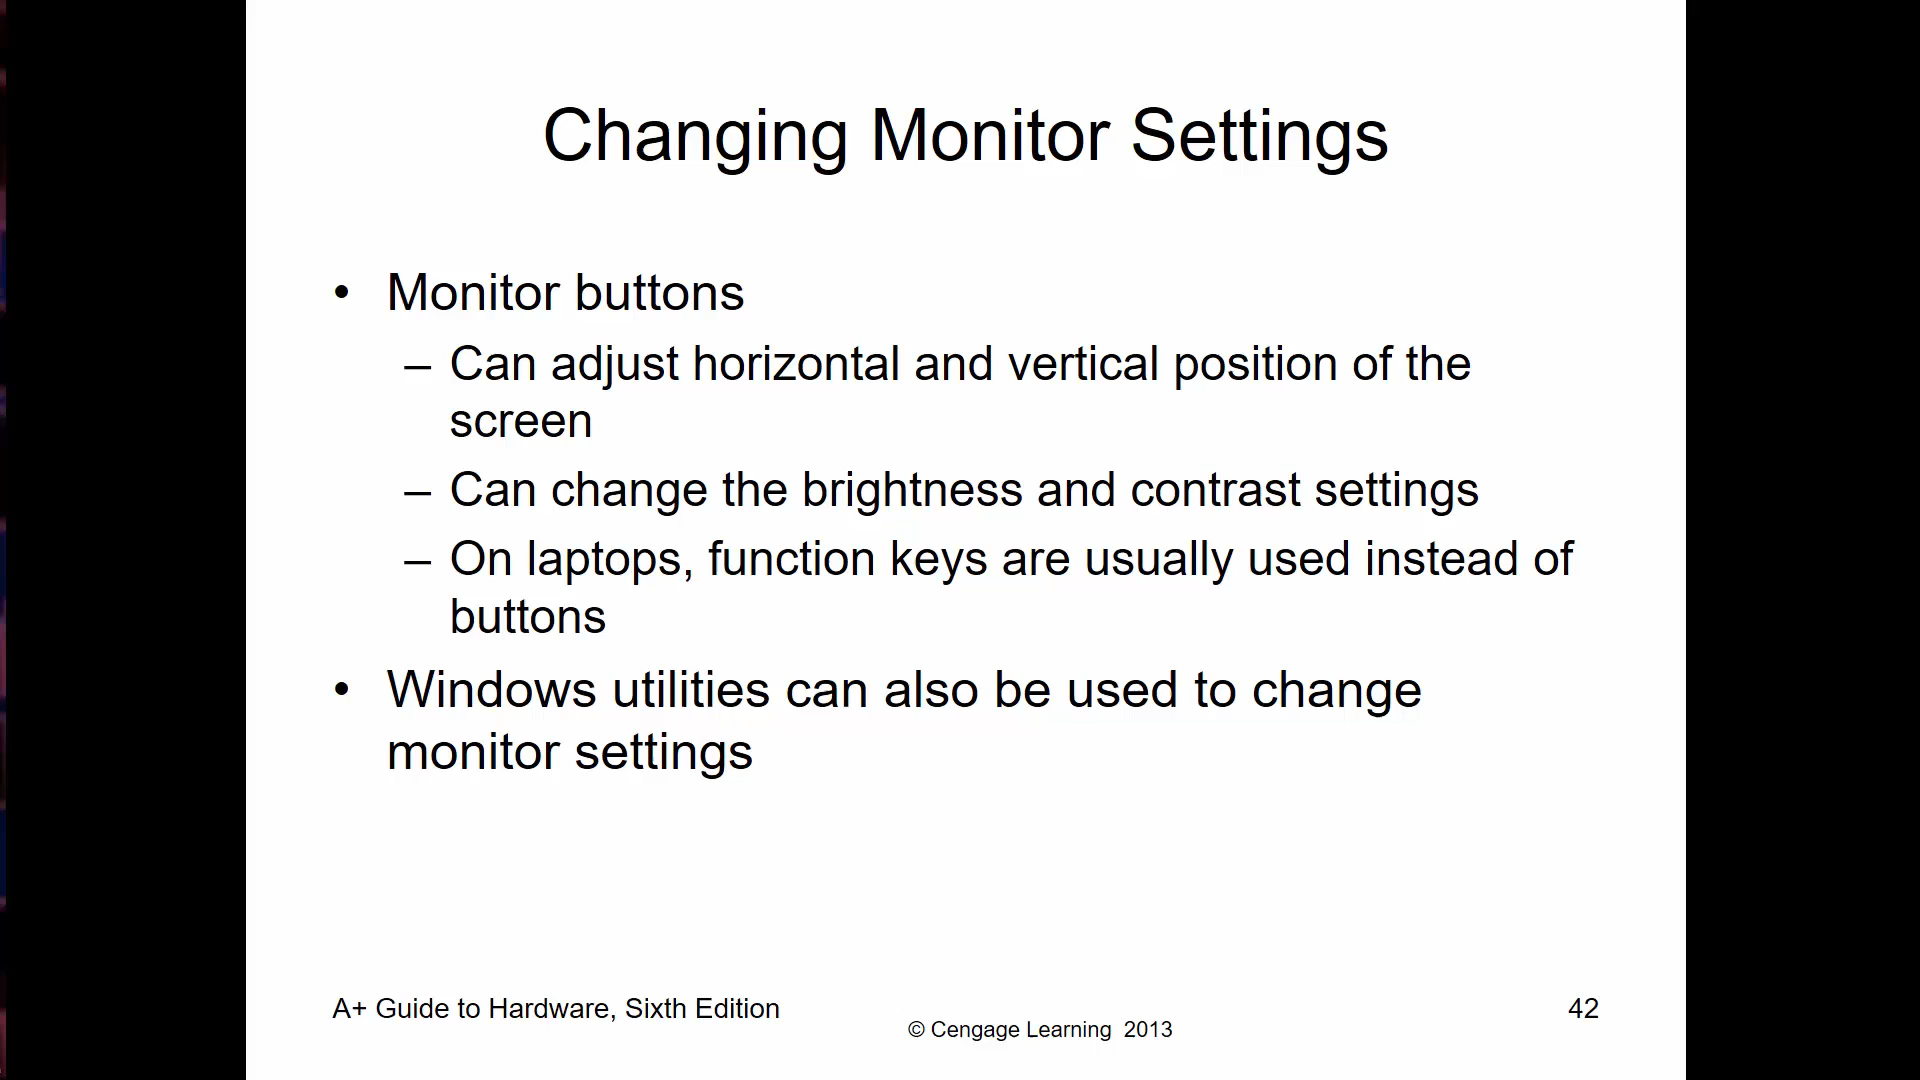 Changing Monitor Settings
• Monitor buttons
– Can adjust horizontal and vertical position of the
screen
– Can change the brightness and contrast settings
– On laptops, function keys are usually used instead of
buttons
• Windows utilities can also be used to change
monitor settings
A+ Guide to Hardware, Sixth Edition
© Cengage Learning 2013
42